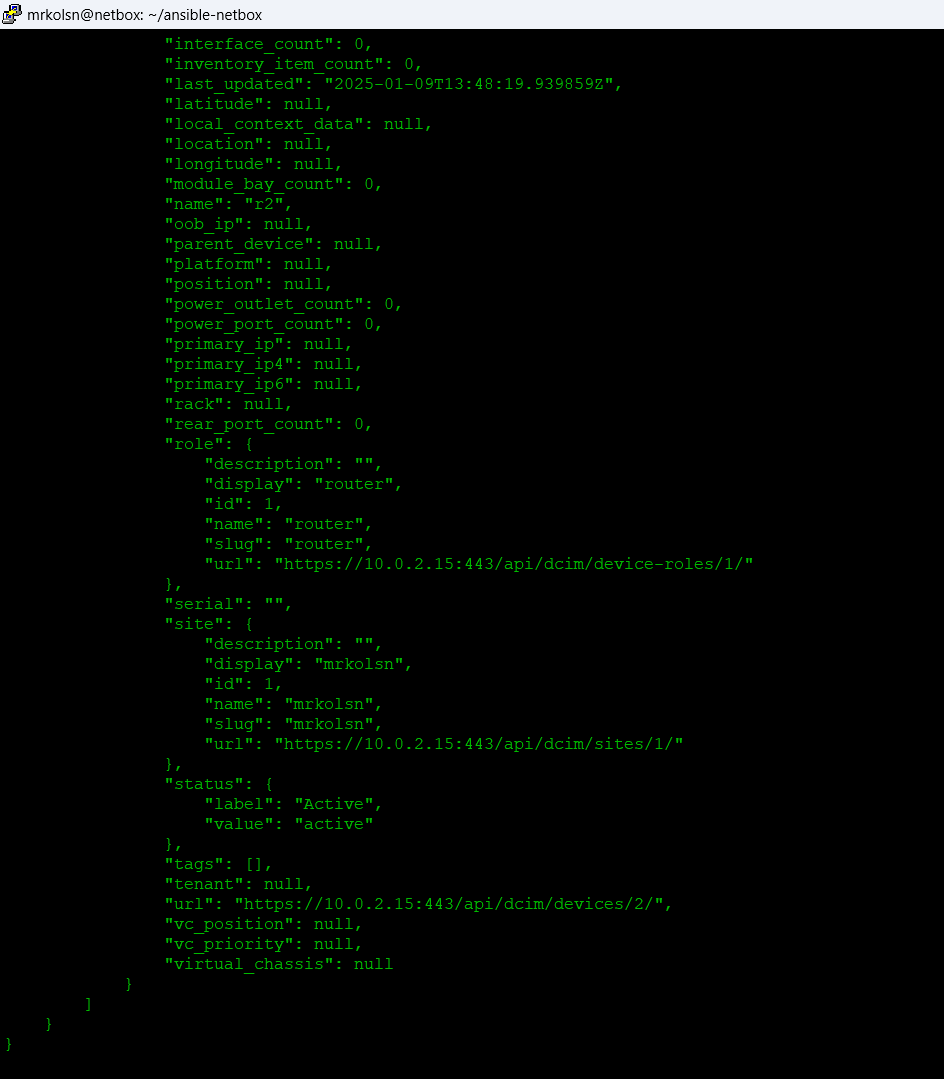 mrkolsn@netbox: ~/ansible-netbox
"interface_count": 0,
"inventory_item_count": 0,
"last_updated": "2025-01-09T13:48:19.939859Z",
"latitude": null,
"local_context_data": null,
"location": null,
"longitude": null,
"module_bay_count": 0,
"name": "r2",
"oob_ip": null,
"parent_device": null,
"platform": null,
"position": null,
"power_outlet_count": 0,
"power_port_count": 0,
"primary_ip": null,
"primary_ip4": null,
"primary_ip6": null,
"rack": null,
"rear_port_count": 0,
"role": {
"description": "",
"display": "router",
"id": 1,
"name": "router",
"slug": "router",
"url": "https://10.0.2.15:443/api/dcim/device-roles/1/"
},
"serial": "",
"site": {
"description": "",
"display": "mrkolsn",
"id": 1,
"name": "mrkolsn",
"slug": "mrkolsn",
"url": "https://10.0.2.15:443/api/dcim/sites/1/"
},
"status": {
"label": "Active",
"value": "active"
},
"tags": [],
"tenant": null,
"url": "https://10.0.2.15:443/api/dcim/devices/2/",
"vc_position": null,
"vc_priority": null,
"virtual_chassis": null
}
]
}
}